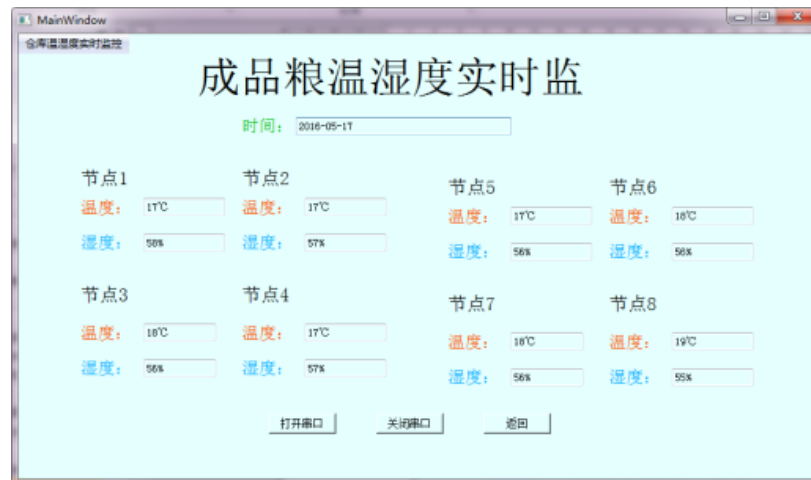 MainWindow
仓库温湿度实时监控
成品粮温湿度实时监
时间: 2016-05-17
节点1 节点2 节点5 节点6
温度: 17℃ 温度: 17℃ 温度: 17℃ 温度: 18℃
湿度: 58% 湿度: 57% 湿度: 56% 湿度: 56%
节点3 节点4 节点7 节点8
温度: 18℃ 温度: 17℃ 温度: 18℃ 温度: 19℃
湿度: 56% 湿度: 57% 湿度: 56% 湿度: 55%
打开串口 关闭串口 返回